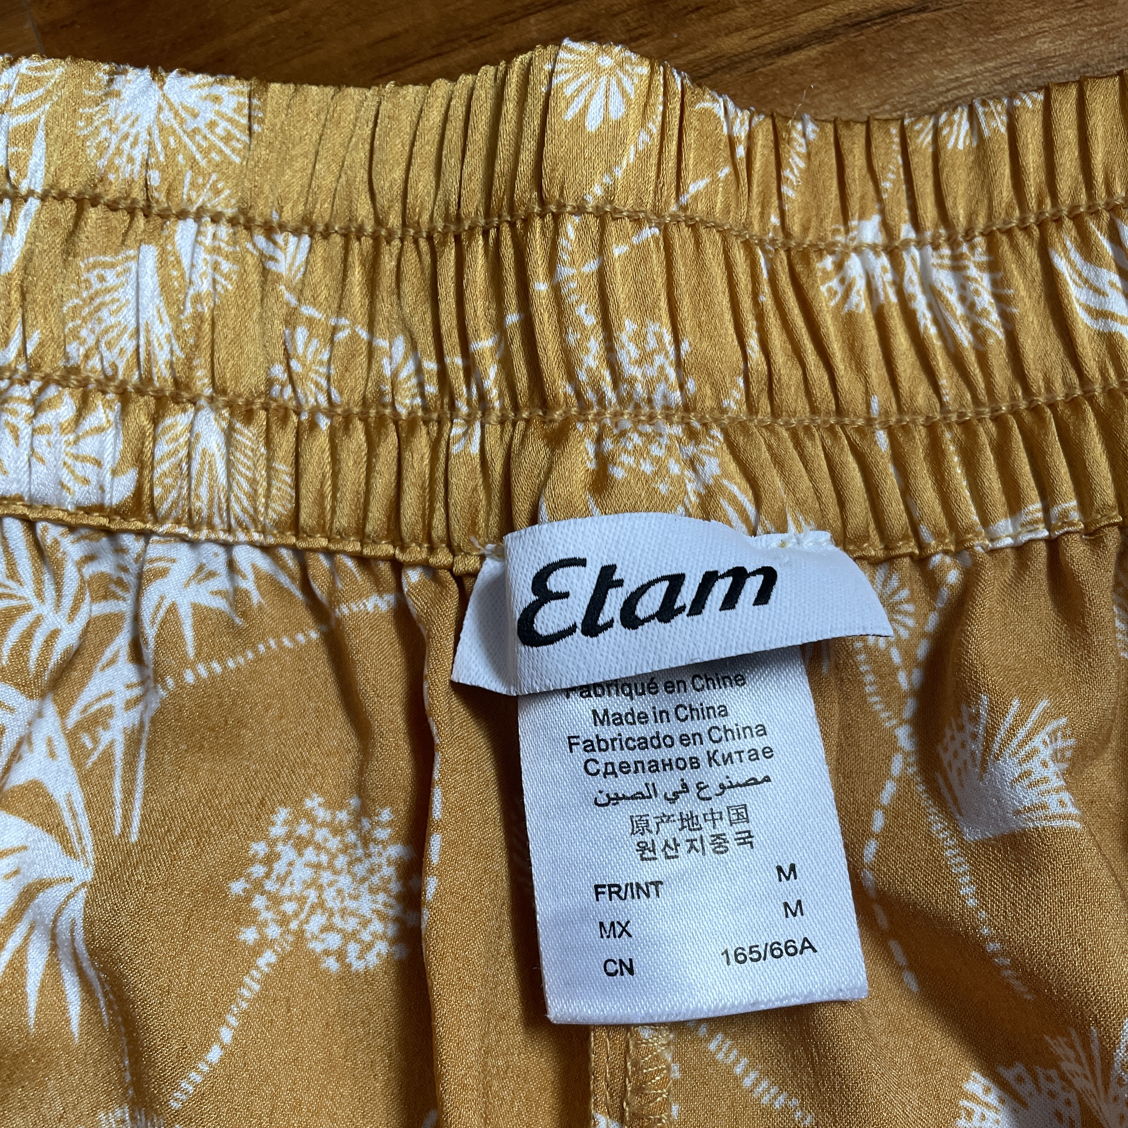 Etam
Fabriqué en Chine
Made in China
Fabricado en China
Сделанов Китае
مصنوع في الصين
原产地中国
원산지중국
FR/INT M
MX M
CN 165/66A